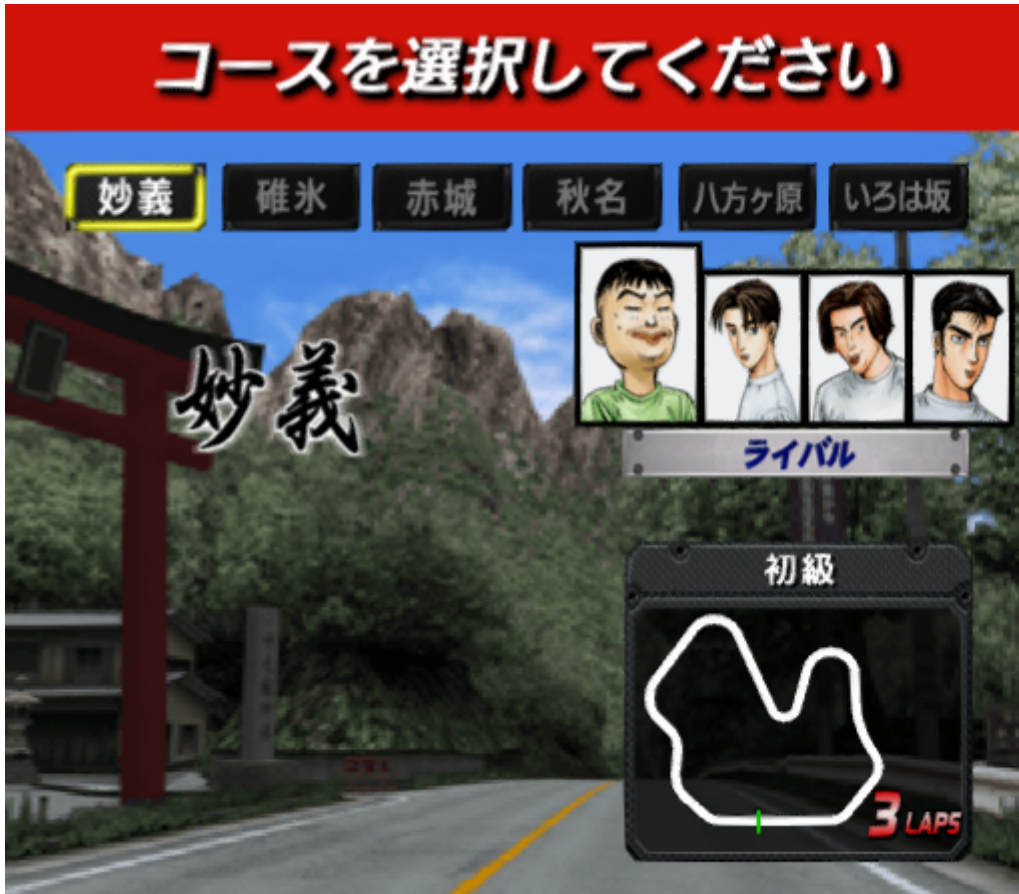 コースを選択してください
妙義 碓氷 赤城 秋名 八方ヶ原 いろは坂
妙義
ライバル
初級
3 LAPS